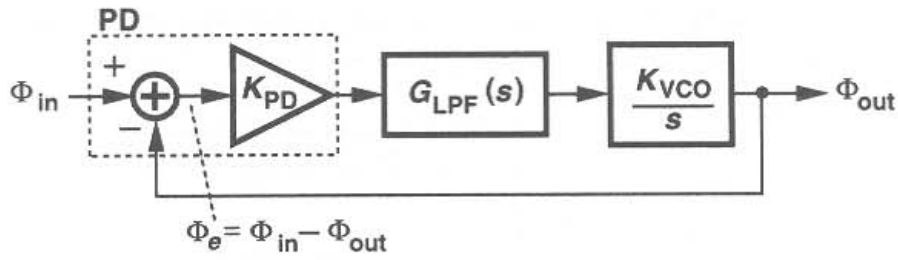 PD
Φin
+
−
+
KPD
GLPF(s)
KVCO
s
Φout
Φe = Φin − Φout